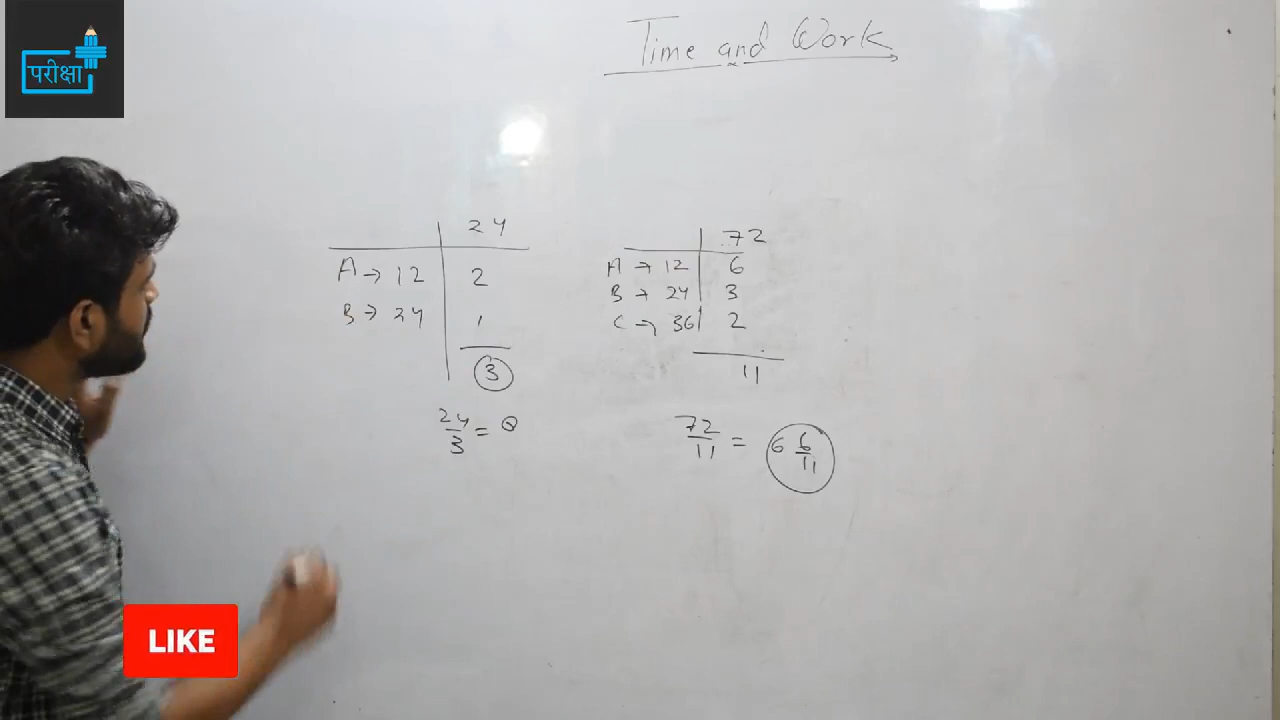 परीक्षा
Time and Work
24
A → 12 2
B → 24 1
3
24/3 = 8
72
A → 12 6
B → 24 3
C → 36 2
11
72/11 = 6 6/11
LIKE